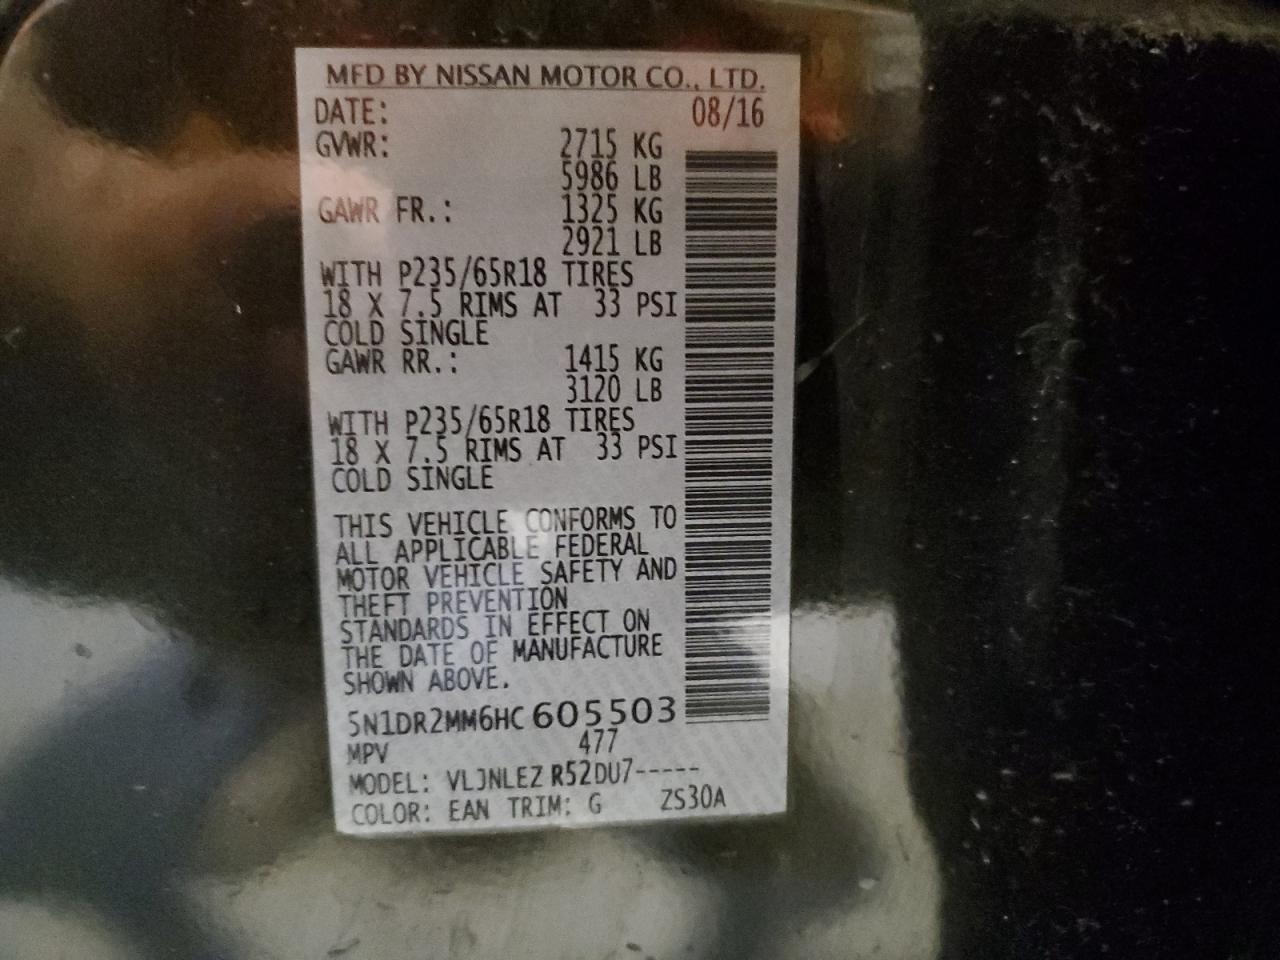 MFD BY NISSAN MOTOR CO., LTD.
DATE: 08/16
GVWR: 2715 KG
5986 LB
GAWR FR.: 1325 KG
2921 LB
WITH P235/65R18 TIRES
18 X 7.5 RIMS AT 33 PSI
COLD SINGLE
GAWR RR.: 1415 KG
3120 LB
WITH P235/65R18 TIRES
18 X 7.5 RIMS AT 33 PSI
COLD SINGLE
THIS VEHICLE CONFORMS TO
ALL APPLICABLE FEDERAL
MOTOR VEHICLE SAFETY AND
THEFT PREVENTION
STANDARDS IN EFFECT ON
THE DATE OF MANUFACTURE
SHOWN ABOVE.
5N1DR2MM6HC605503
MPV 477
MODEL: VLJNLEZ R52DU7-----
COLOR: EAN TRIM: G ZS30A